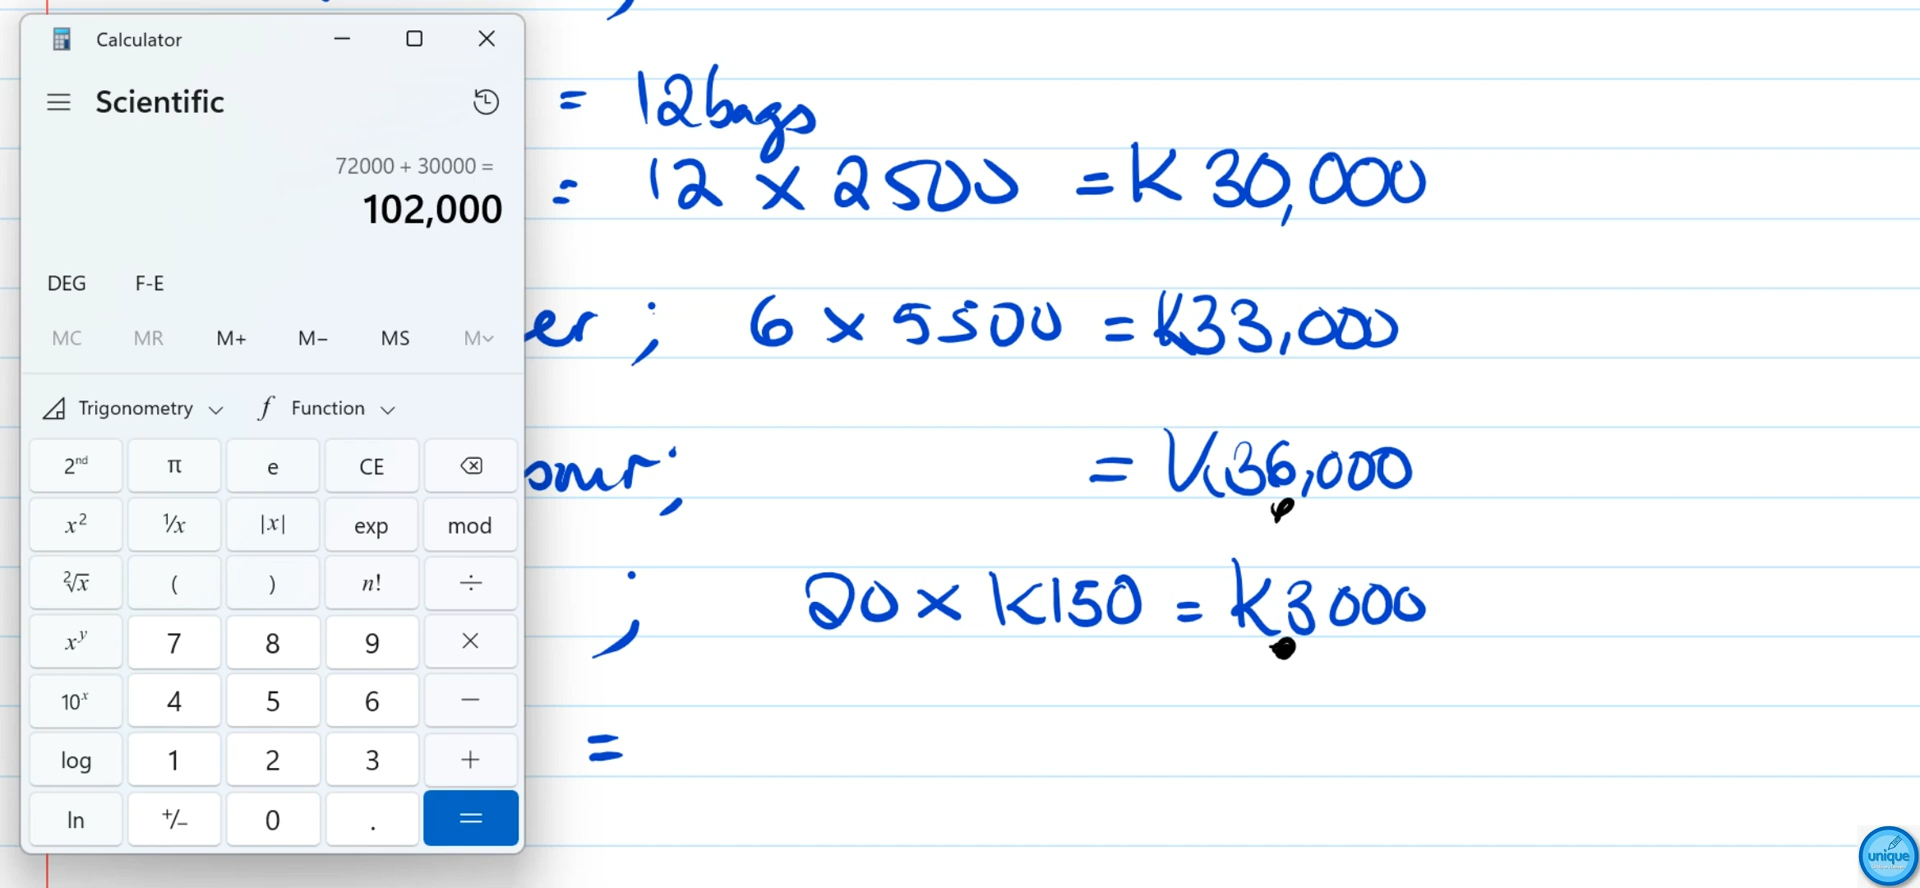 Calculator
Scientific
72000 + 30000 =
102,000
DEG F-E
MC MR M+ M− MS M
Trigonometry f Function
2nd π e CE
x² ¹/x |x| exp mod
²√x ( ) n! ÷
xʸ 7 8 9 ×
10ˣ 4 5 6 −
log 1 2 3 +
ln +/− 0 . =
= 12bags
= 12 × 2500 = K 30,000
er ; 6 × 5500 = K33,000
our; = K36,000
; 20 × K150 = K3000
=
unique